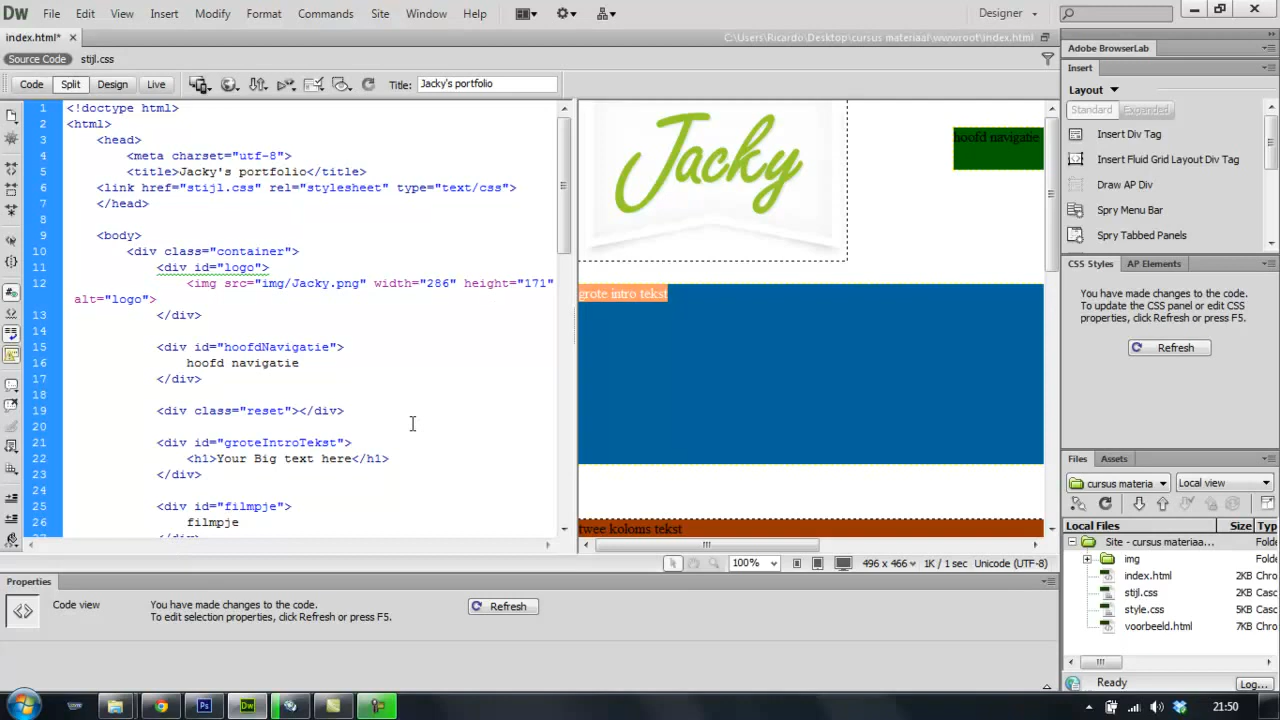 DW File Edit View Insert Modify Format Commands Site Window Help Designer
index.html* C:\Users\Ricardo\Desktop\cursus materiaal\wwwroot\index.html
Source Code stijl.css
Code Split Design Live Title: Jacky's portfolio
1 <!doctype html>
2 <html>
3 <head>
4 <meta charset="utf-8">
5 <title>Jacky's portfolio</title>
6 <link href="stijl.css" rel="stylesheet" type="text/css">
7 </head>
8
9 <body>
10 <div class="container">
11 <div id="logo">
12 <img src="img/Jacky.png" width="286" height="171"
alt="logo">
13 </div>
14
15 <div id="hoofdNavigatie">
16 hoofd navigatie
17 </div>
18
19 <div class="reset"></div>
20
21 <div id="groteIntroTekst">
22 <h1>Your Big text here</h1>
23 </div>
24
25 <div id="filmpje">
26 filmpje
Jacky
hoofd navigatie
grote intro tekst
twee koloms tekst
100% 496 x 466 1K / 1 sec Unicode (UTF-8)
Adobe BrowserLab
Insert
Layout
Standard Expanded
Insert Div Tag
Insert Fluid Grid Layout Div Tag
Draw AP Div
Spry Menu Bar
Spry Tabbed Panels
CSS Styles AP Elements
You have made changes to the code.
To update the CSS panel or edit CSS
properties, click Refresh or press F5.
Refresh
Files Assets
cursus materia Local view
Local Files Size Typ
Site - cursus materiaa... Folde
img Folde
index.html 2KB Chro
stijl.css 2KB Casc
style.css 5KB Casc
voorbeeld.html 7KB Chro
Ready Log...
Properties
Code view You have made changes to the code.
To edit selection properties, click Refresh or press F5.
Refresh
Ps Dw 21:50